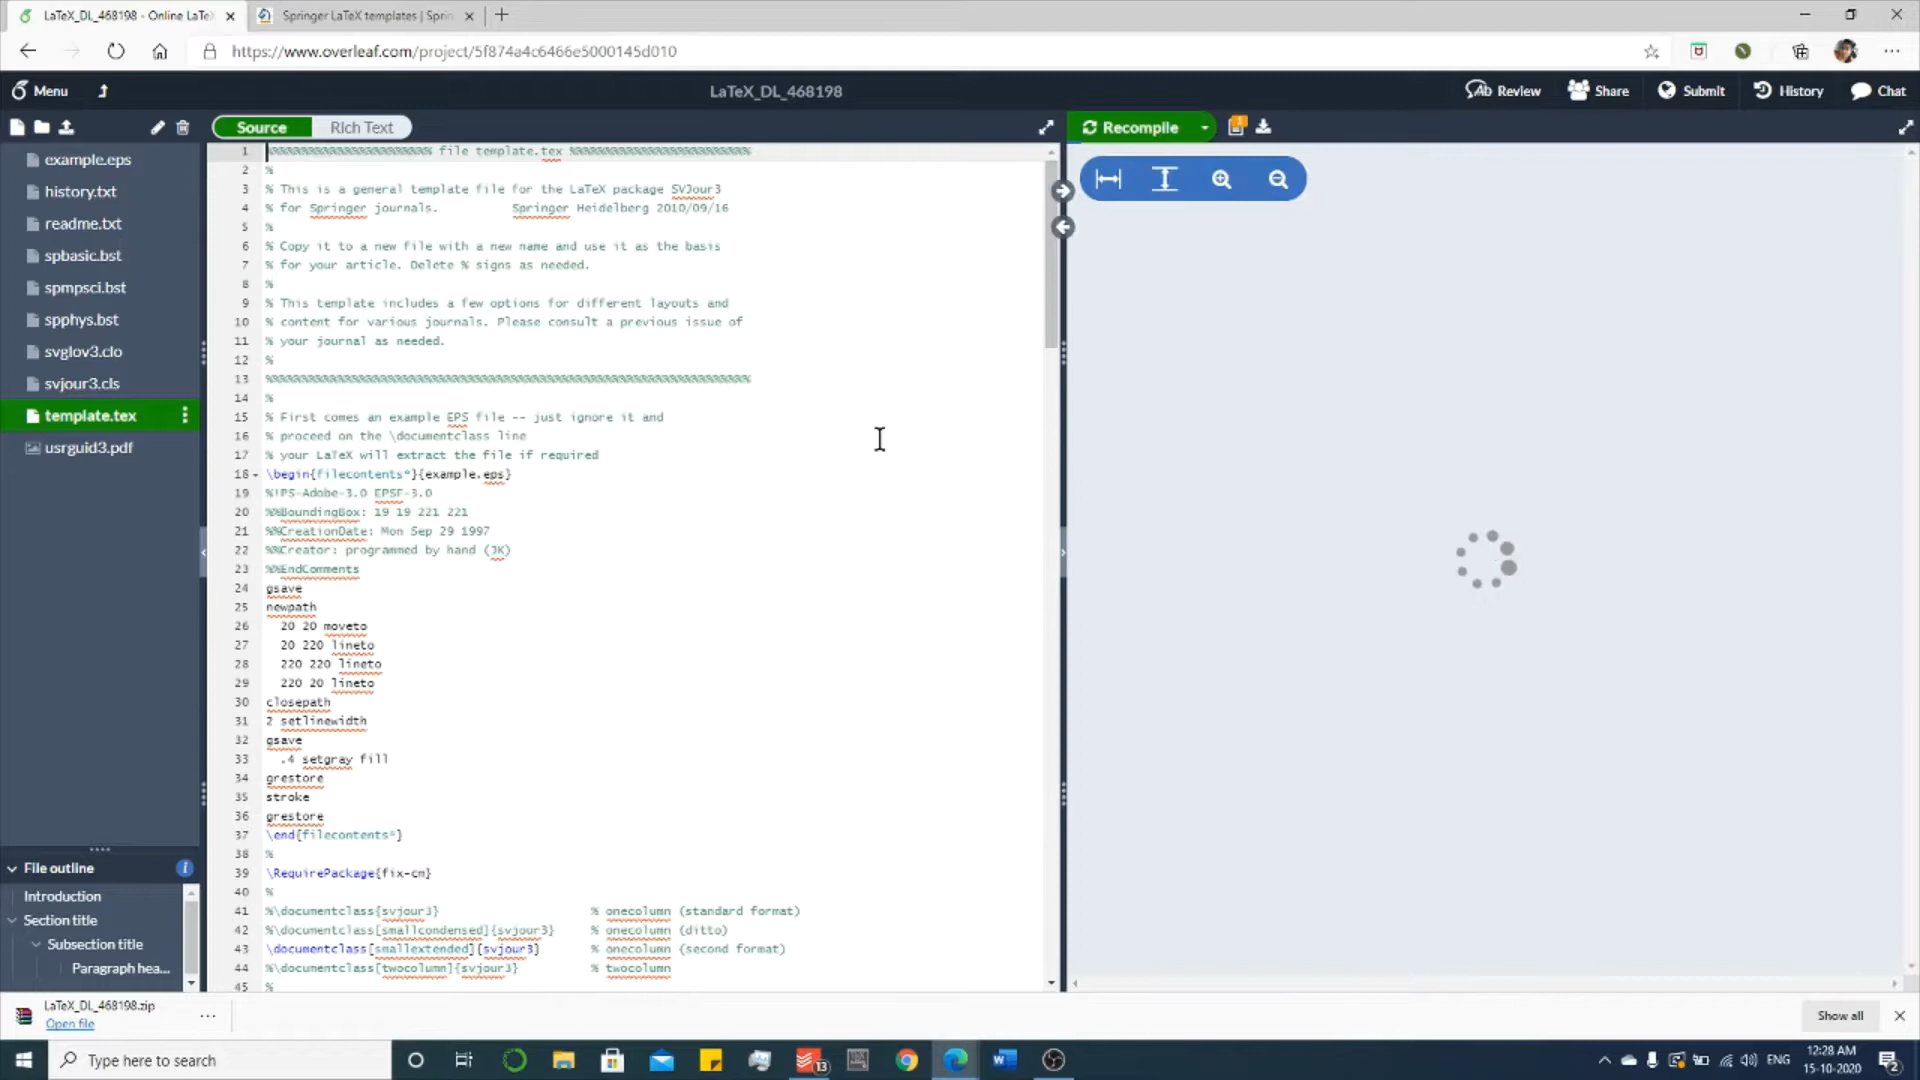 LaTeX_DL_468198 - Online LaTe
Springer LaTeX templates | Sprin
https://www.overleaf.com/project/5f874a4c6466e5000145d010
Menu
LaTeX_DL_468198
Review
Share
Submit
History
Chat
Source
Rich Text
Recompile
example.eps
history.txt
readme.txt
spbasic.bst
spmpsci.bst
spphys.bst
svglov3.clo
svjour3.cls
template.tex
usrguid3.pdf
File outline
Introduction
Section title
Subsection title
Paragraph hea...
1 %%%%%%%%%%%%%%%%%%%%%%% file template.tex %%%%%%%%%%%%%%%%%%%%%%%%%
2 %
3 % This is a general template file for the LaTeX package SVJour3
4 % for Springer journals. Springer Heidelberg 2010/09/16
5 %
6 % Copy it to a new file with a new name and use it as the basis
7 % for your article. Delete % signs as needed.
8 %
9 % This template includes a few options for different layouts and
10 % content for various journals. Please consult a previous issue of
11 % your journal as needed.
12 %
13 %%%%%%%%%%%%%%%%%%%%%%%%%%%%%%%%%%%%%%%%%%%%%%%%%%%%%%%%%%%%%%%%%%%
14 %
15 % First comes an example EPS file -- just ignore it and
16 % proceed on the \documentclass line
17 % your LaTeX will extract the file if required
18 \begin{filecontents*}{example.eps}
19 %!PS-Adobe-3.0 EPSF-3.0
20 %%BoundingBox: 19 19 221 221
21 %%CreationDate: Mon Sep 29 1997
22 %%Creator: programmed by hand (JK)
23 %%EndComments
24 gsave
25 newpath
26 20 20 moveto
27 20 220 lineto
28 220 220 lineto
29 220 20 lineto
30 closepath
31 2 setlinewidth
32 gsave
33 .4 setgray fill
34 grestore
35 stroke
36 grestore
37 \end{filecontents*}
38 %
39 \RequirePackage{fix-cm}
40 %
41 %\documentclass{svjour3} % onecolumn (standard format)
42 %\documentclass[smallcondensed]{svjour3} % onecolumn (ditto)
43 \documentclass[smallextended]{svjour3} % onecolumn (second format)
44 %\documentclass[twocolumn]{svjour3} % twocolumn
45 %
LaTeX_DL_468198.zip
Open file
Show all
Type here to search
13
ENG
12:28 AM
15-10-2020
2